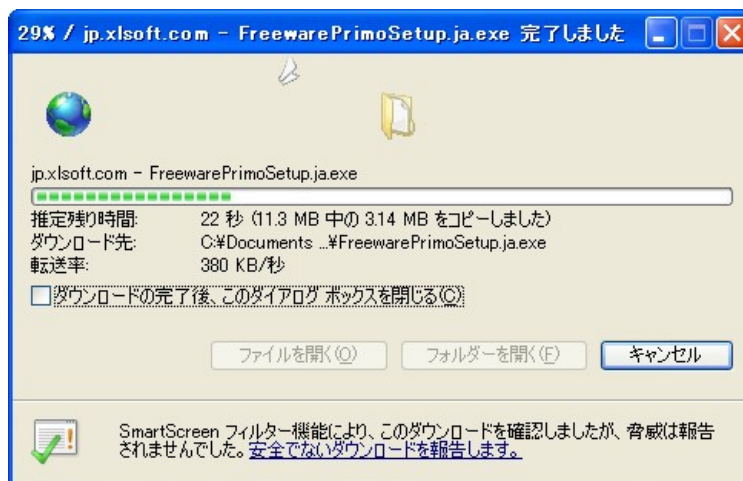 29% / jp.xlsoft.com - FreewarePrimoSetup.ja.exe 完了しました
jp.xlsoft.com - FreewarePrimoSetup.ja.exe
推定残り時間: 22 秒 (11.3 MB 中の 3.14 MB をコピーしました)
ダウンロード先: C:¥Documents ...¥FreewarePrimoSetup.ja.exe
転送率: 380 KB/秒
ダウンロードの完了後、このダイアログ ボックスを閉じる(C)
ファイルを開く(O) フォルダーを開く(F) キャンセル
SmartScreen フィルター機能により、このダウンロードを確認しましたが、脅威は報告
されませんでした。安全でないダウンロードを報告します。